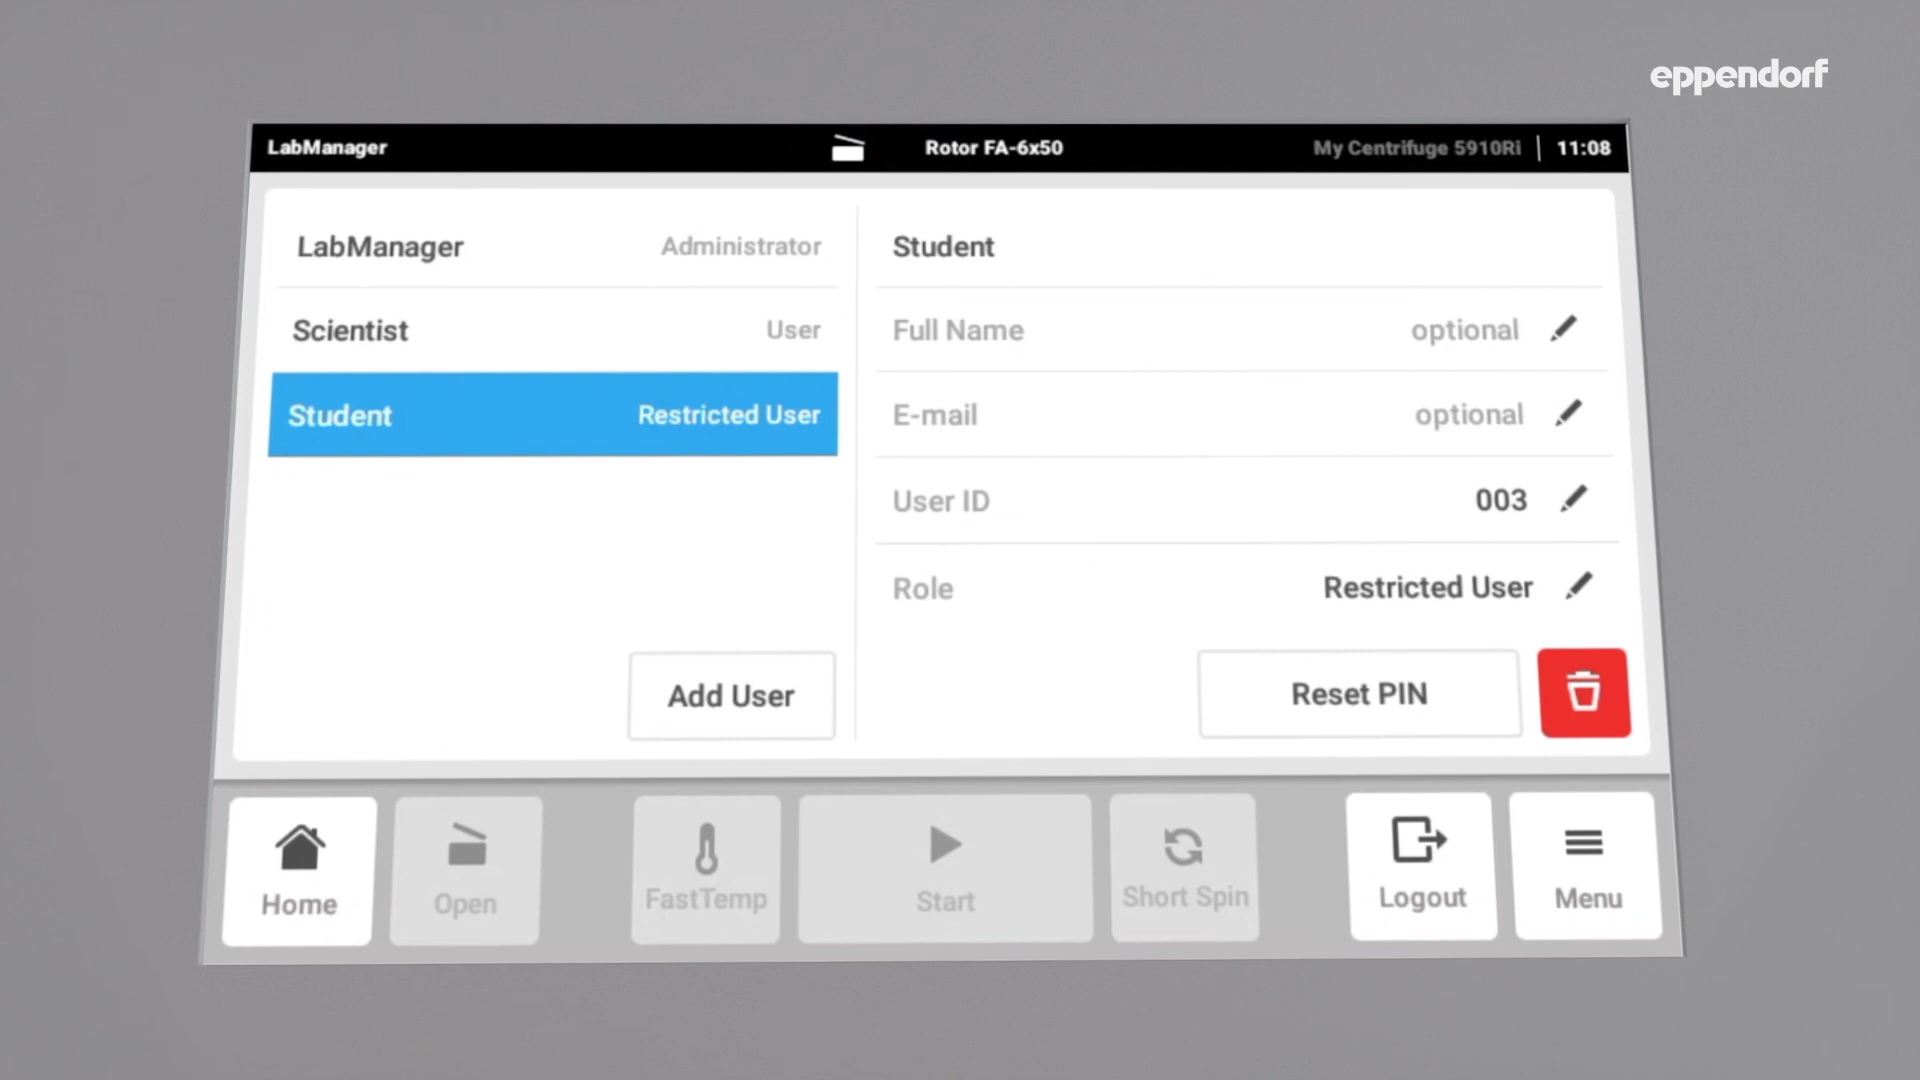 eppendorf
LabManager Rotor FA-6x50 My Centrifuge 5910Ri | 11:08
LabManager Administrator
Scientist User
Student Restricted User
Add User
Student
Full Name optional
E-mail optional
User ID 003
Role Restricted User
Reset PIN
Home Open FastTemp Start Short Spin Logout Menu